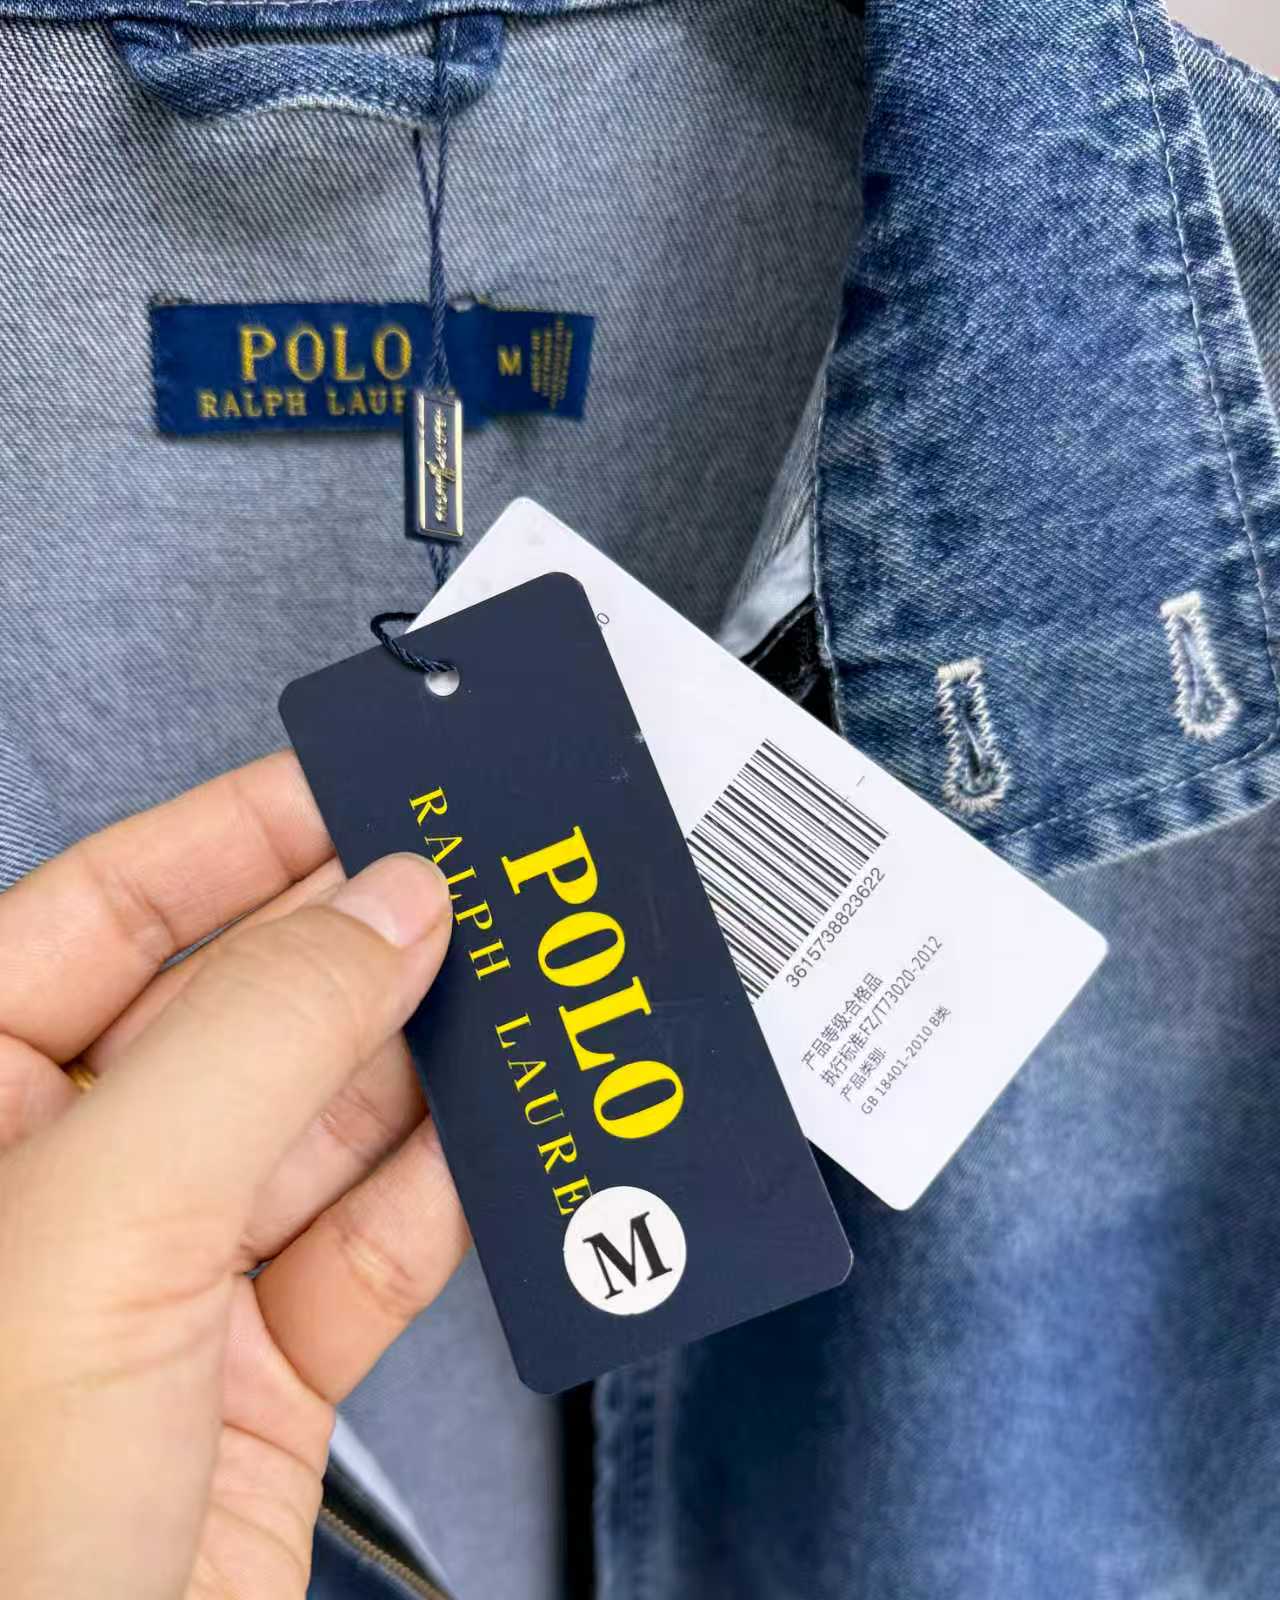 POLO
RALPH LAUR
M
RALPH LAURE
POLO
M
3615738823622
产品等级:合格品
执行标准:FZ/T73020-2012
产品类别:
GB 18401-2010 B类